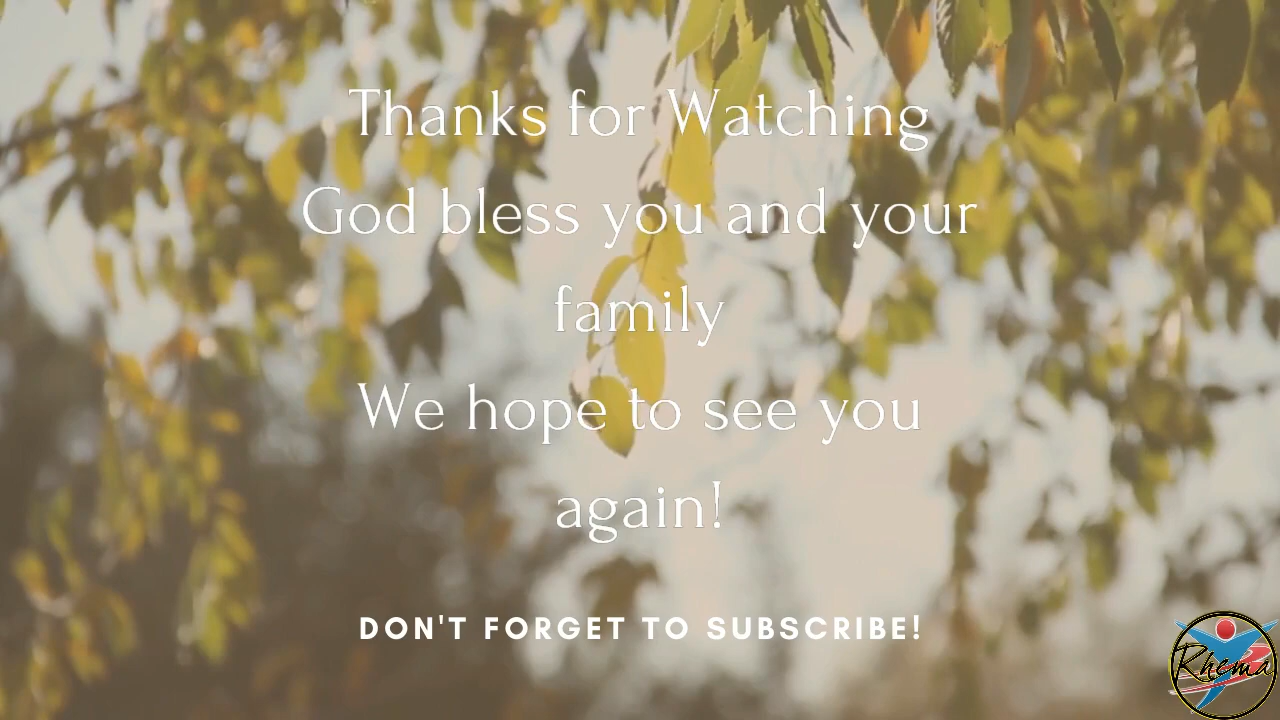 Thanks for Watching
God bless you and your
family
We hope to see you
again!
DON'T FORGET TO SUBSCRIBE!
Rhema